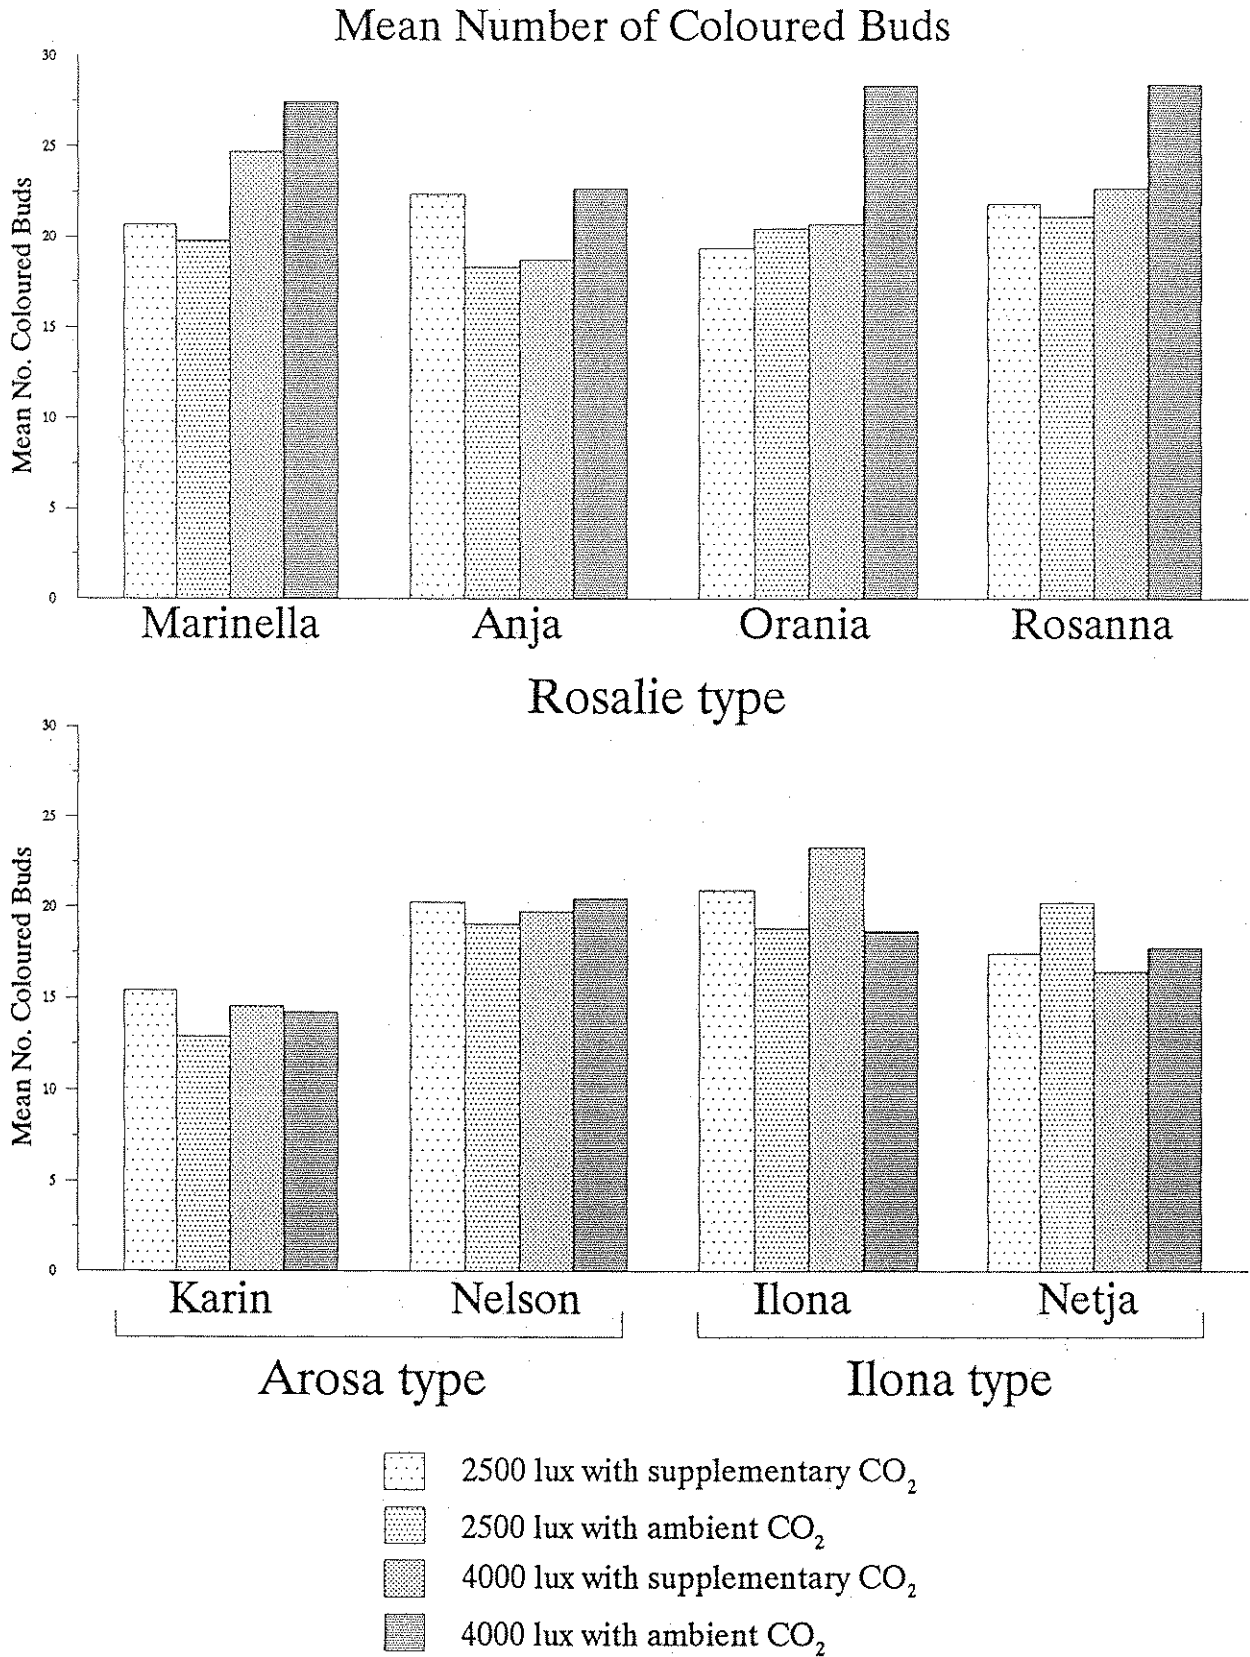 Mean Number of Coloured Buds
Mean No. Coloured Buds
30
25
20
15
10
5
0
Marinella Anja Orania Rosanna
Rosalie type
Mean No. Coloured Buds
30
25
20
15
10
5
0
Karin Nelson Ilona Netja
Arosa type Ilona type
2500 lux with supplementary CO₂
2500 lux with ambient CO₂
4000 lux with supplementary CO₂
4000 lux with ambient CO₂